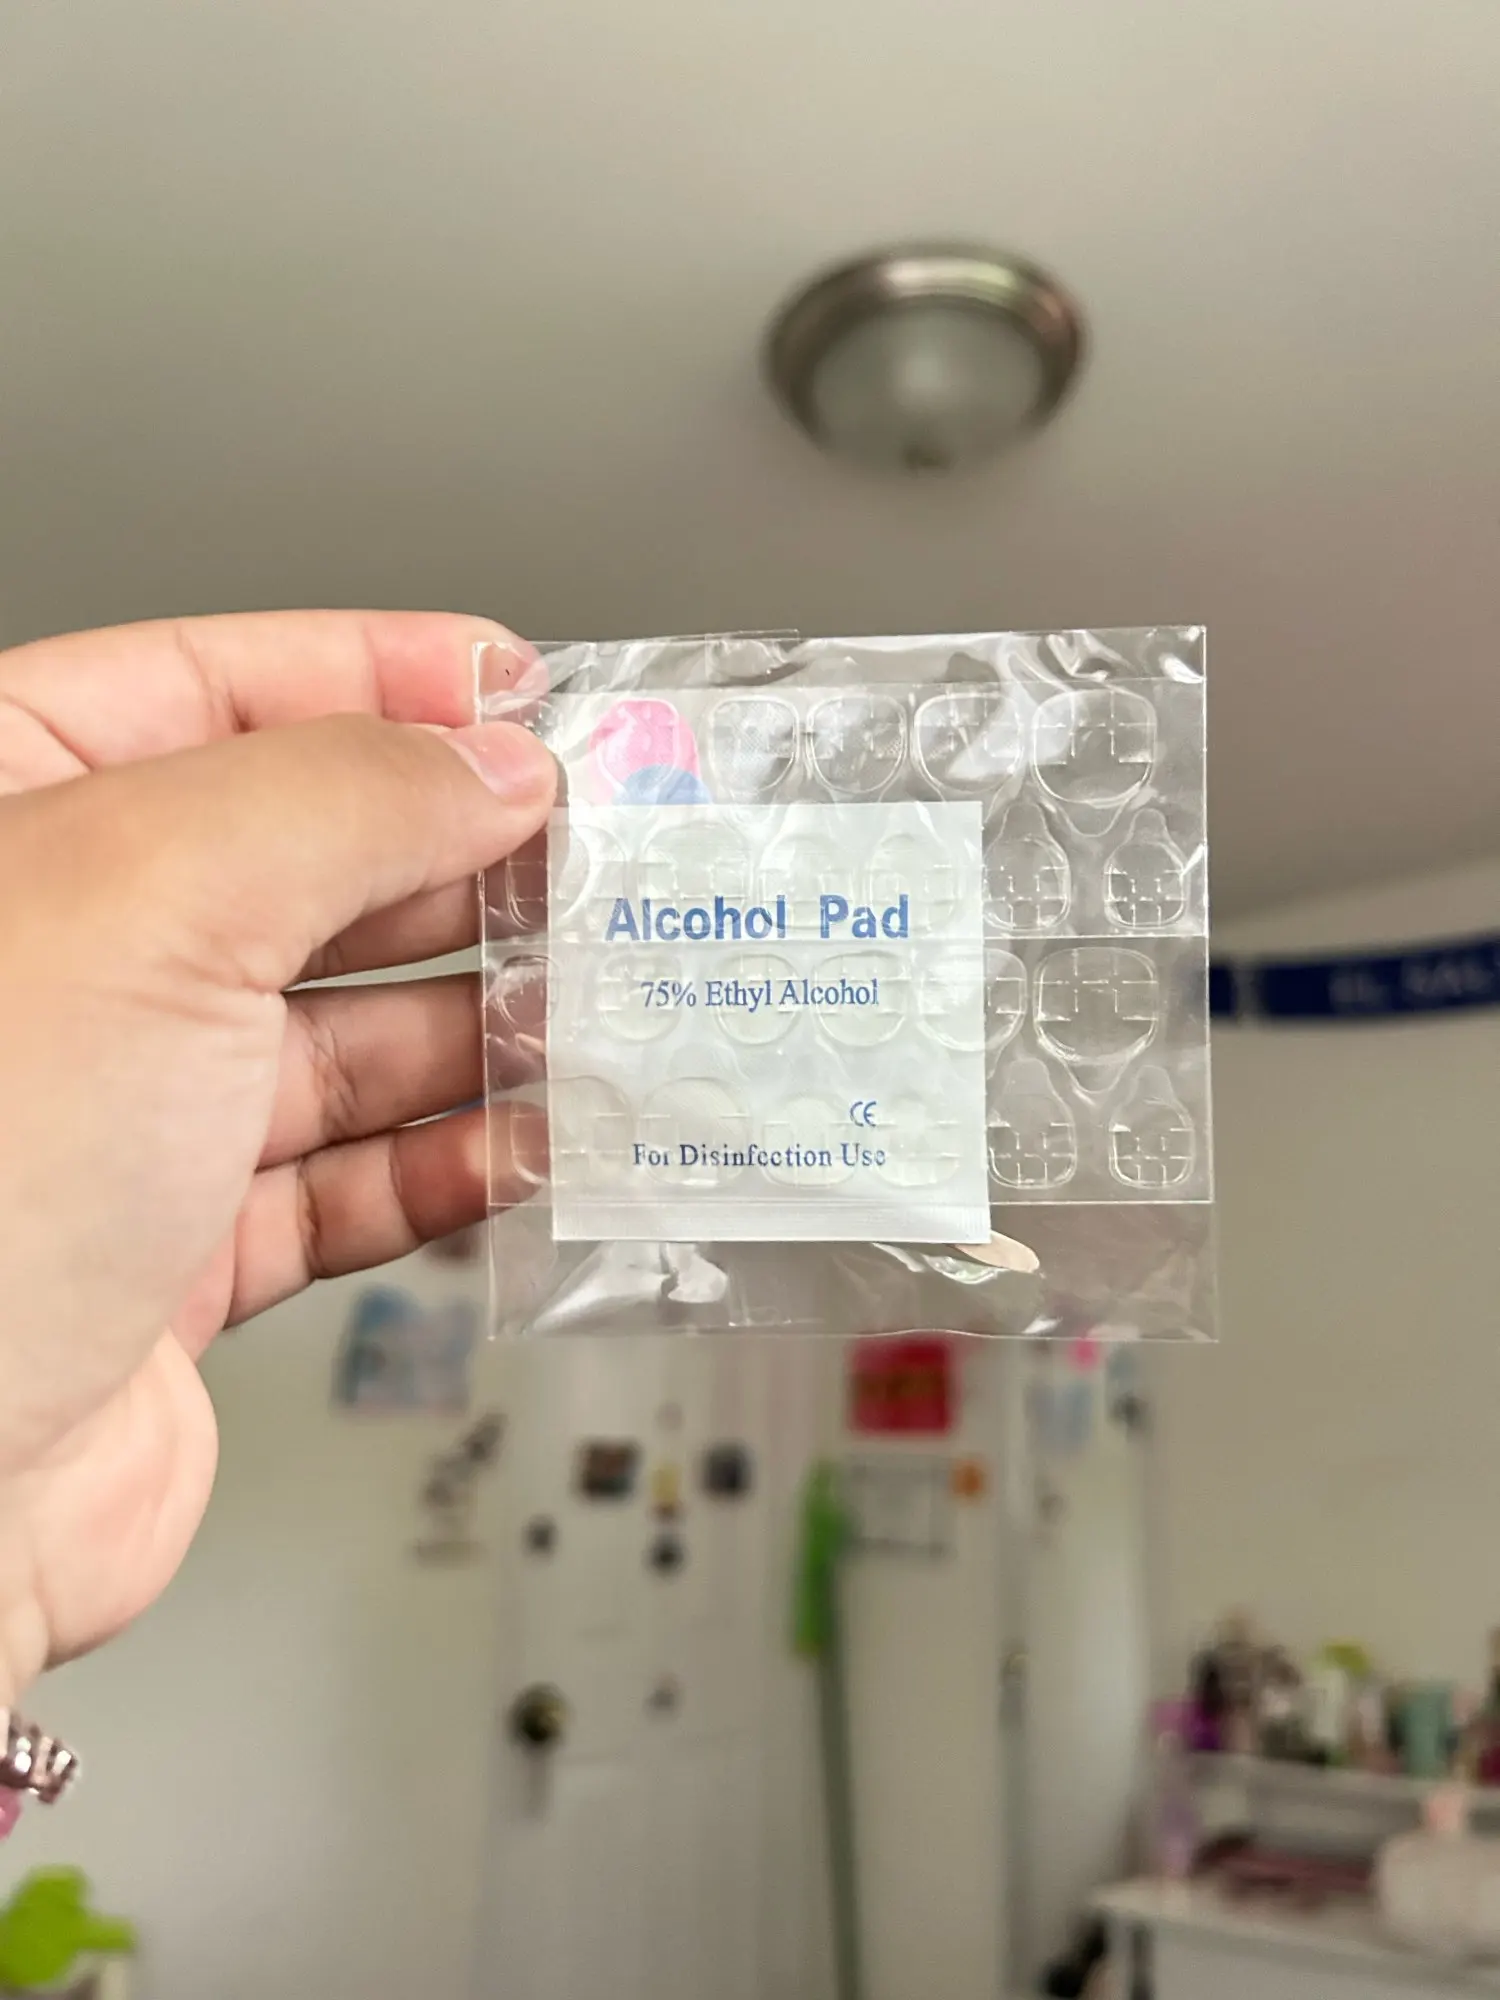 Alcohol Pad
75% Ethyl Alcohol
CE
For Disinfection Use